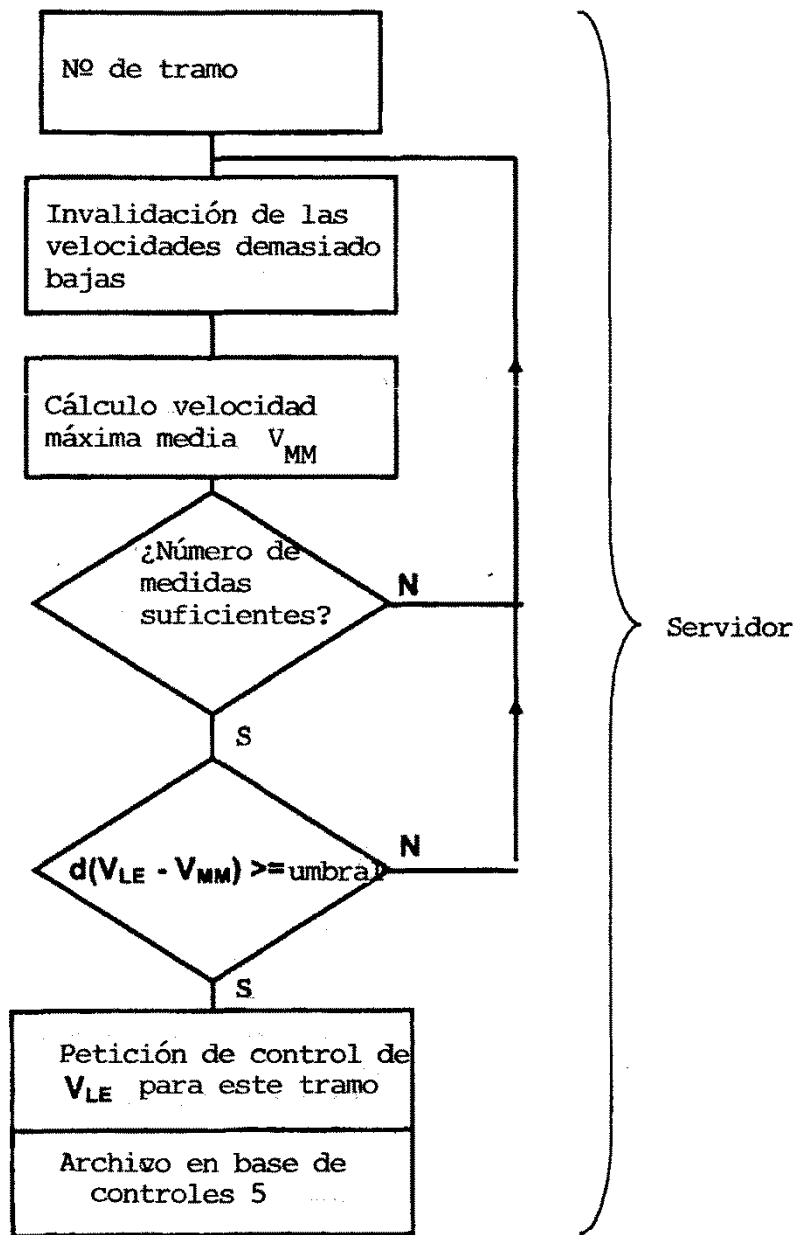 Nº de tramo
Invalidación de las
velocidades demasiado
bajas
Cálculo velocidad
máxima media V_MM
¿Número de
medidas
suficientes?
N
Servidor
S
N
d(V_LE - V_MM) >= umbral
S
Petición de control de
V_LE para este tramo
Archivo en base de
controles 5